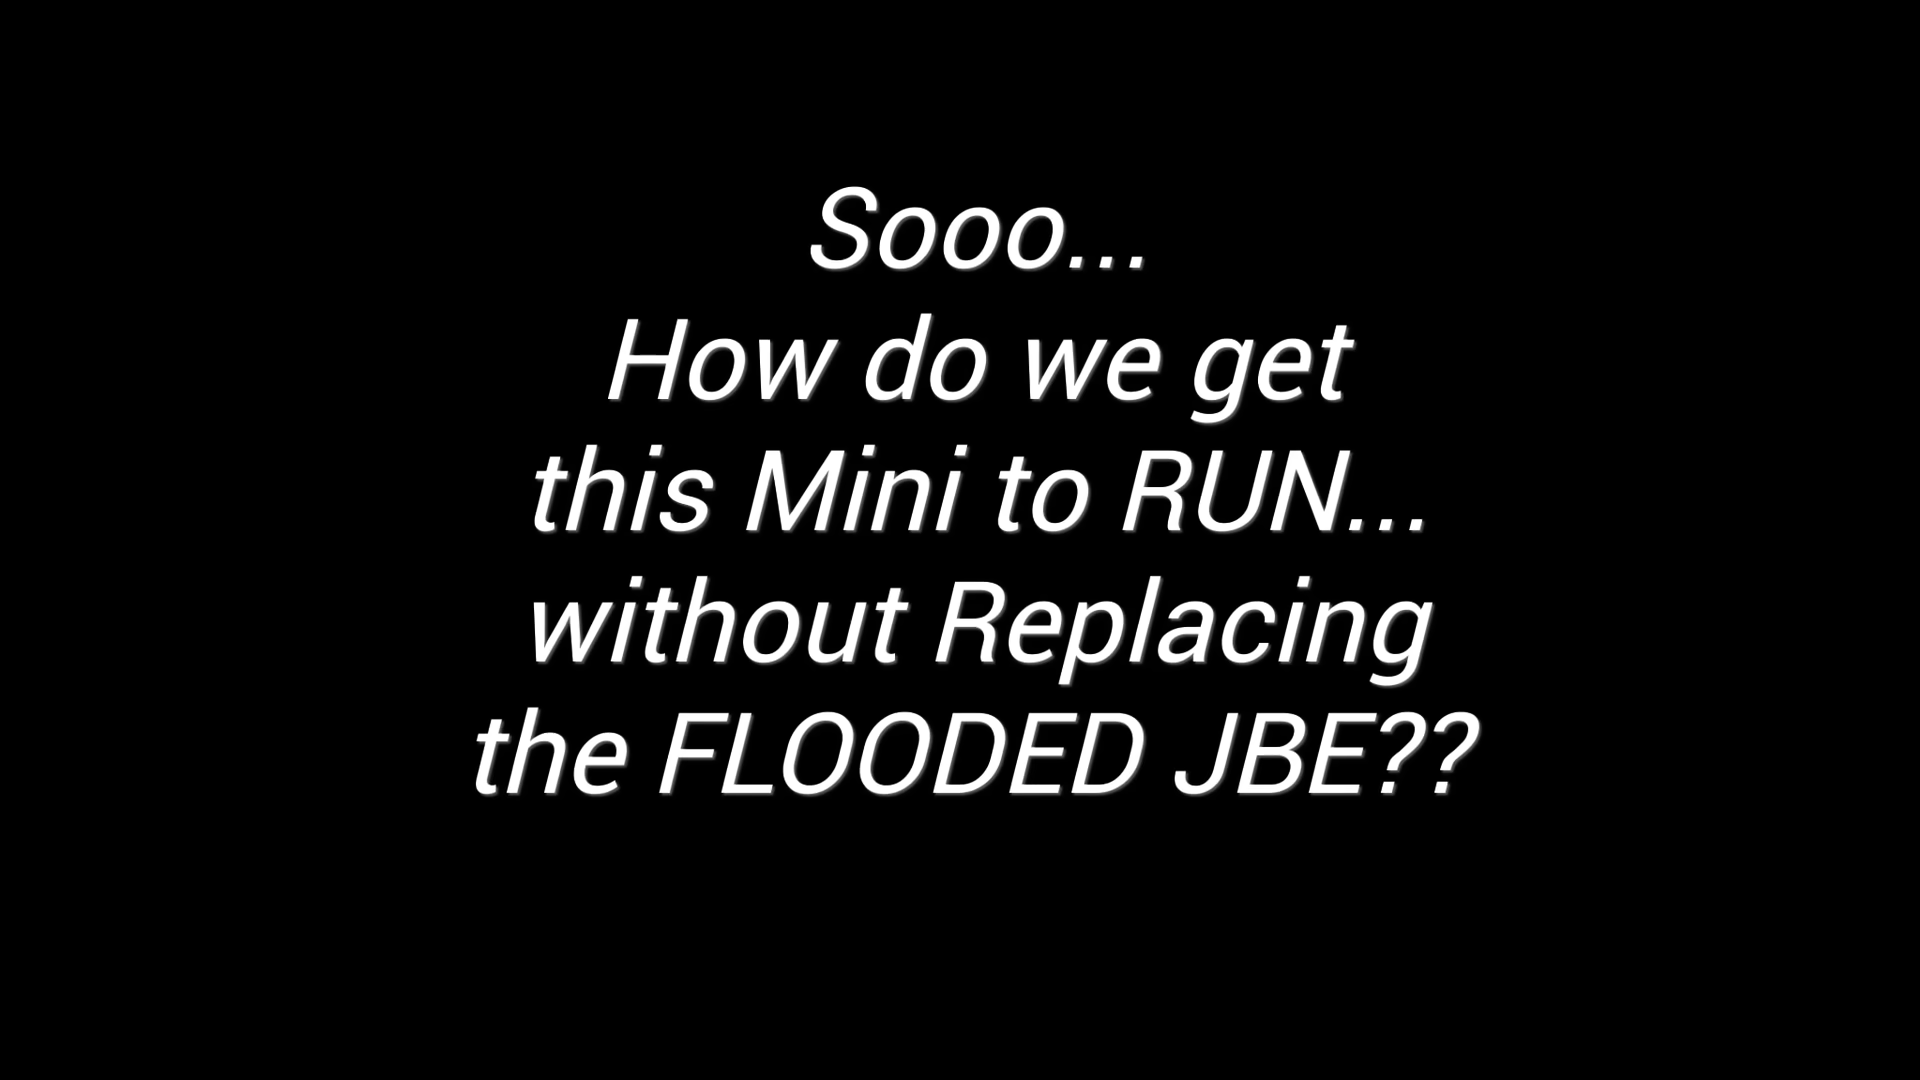 Sooo...
How do we get
this Mini to RUN...
without Replacing
the FLOODED JBE??